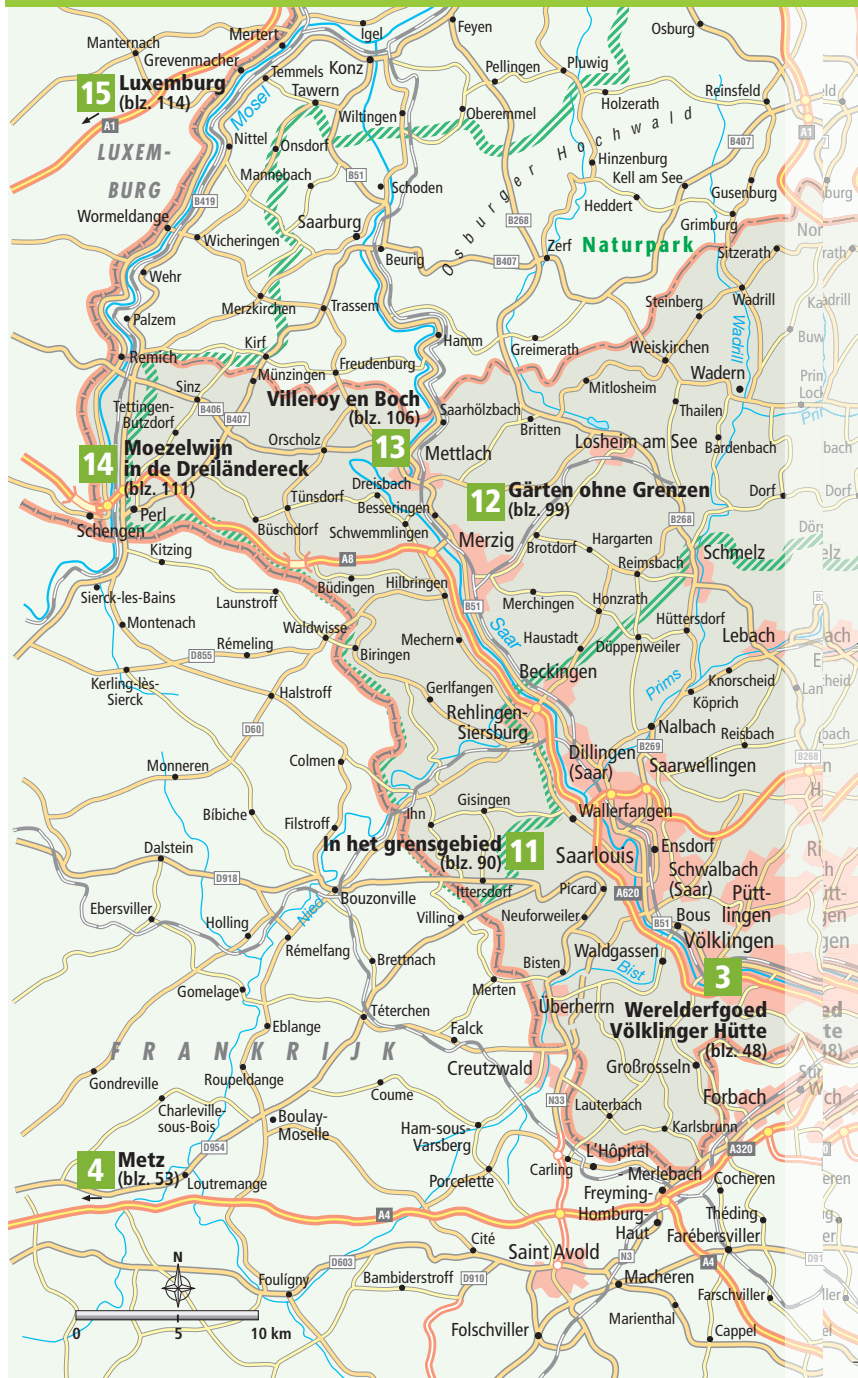 Manternach
Mertert
Igel
Feyen
Osburg
Grevenmacher
Temmels
Konz
Pellingen
Pluwig
15 Luxemburg
(blz. 114)
Tawern
Reinsfeld
Mosel
Wiltingen
Oberemmel
Holzerath
A1
A1
LUXEM-
BURG
Nittel
Onsdorf
Osburger Hochwald
B407
Hinzenburg
Mannebach
B51
Schoden
Kell am See
Gusenburg
B419
Heddert
Wormeldange
Saarburg
B268
Grimburg
Wicheringen
Beurig
B407
Zerf
Naturpark
Sitzerath
Wehr
Merzkirchen
Trassem
Steinberg
Wadrill
Palzem
Wadrill
Kirf
Hamm
Greimerath
Weiskirchen
Remich
Münzingen
Freudenburg
Wadern
Sinz
Villeroy en Boch
(blz. 106)
Mitlosheim
Tettingen-
Butzdorf
B406
B407
Saarhölzbach
Thailen
Britten
14 Moezelwijn
in de Dreiländereck
(blz. 111)
Orscholz
13
Mettlach
Losheim am See
Bardenbach
Dreisbach
12 Gärten ohne Grenzen
(blz. 99)
Dorf
Dorf
Tünsdorf
Besseringen
Perl
Schengen
Büschdorf
Schwemmlingen
B268
Merzig
Brotdorf
Hargarten
Schmelz
Kitzing
A8
Reimsbach
Sierck-les-Bains
Büdingen
Hilbringen
Launstroff
B51
Merchingen
Honzrath
Montenach
Waldwisse
Saar
Hüttersdorf
D855
Rémeling
Mechern
Haustadt
Düppenweiler
Lebach
Biringen
Beckingen
Kerling-lès-
Sierck
Prims
Knorscheid
Halstroff
Gerlfangen
Köprich
Rehlingen-
Siersburg
Nalbach
D60
Dillingen
(Saar)
B269
Reisbach
Monneren
Colmen
Saarwellingen
B268
Bíbiche
Gisingen
Ihn
Filstroff
Wallerfangen
Dalstein
In het grensgebied
(blz. 90)
11
Saarlouis
Ensdorf
Schwalbach
(Saar)
D918
Ittersdorf
Picard
A620
Pütt-
lingen
Ebersviller
Bouzonville
Nied
Villing
Neuforweiler
B51
Bous
Holling
Rémelfang
Völklingen
Brettnach
Waldgassen
Bisten
Bist
3
Gomelage
Merten
Überherrn
Werelderfgoed
Völklinger Hütte
(blz. 48)
Téterchen
Eblange
Falck
FRANKRIJK
Creutzwald
Großrosseln
Gondreville
Roupeldange
Forbach
Coume
N33
Lauterbach
Charleville-
sous-Bois
Boulay-
Moselle
Ham-sous-
Varsberg
Karlsbrunn
D954
L'Hôpital
A320
4 Metz
(blz. 53)
Carling
- Merlebach
Cocheren
Loutremange
Porcelette
Freyming-
Homburg-
Haut
A4
Théding
Cité
Farébersviller
Saint Avold
N3
D603
A4
N
Foulígny
Bambiderstroff
D910
Macheren
Farschviller
Marienthal
0 5 10 km
Folschviller
Cappel